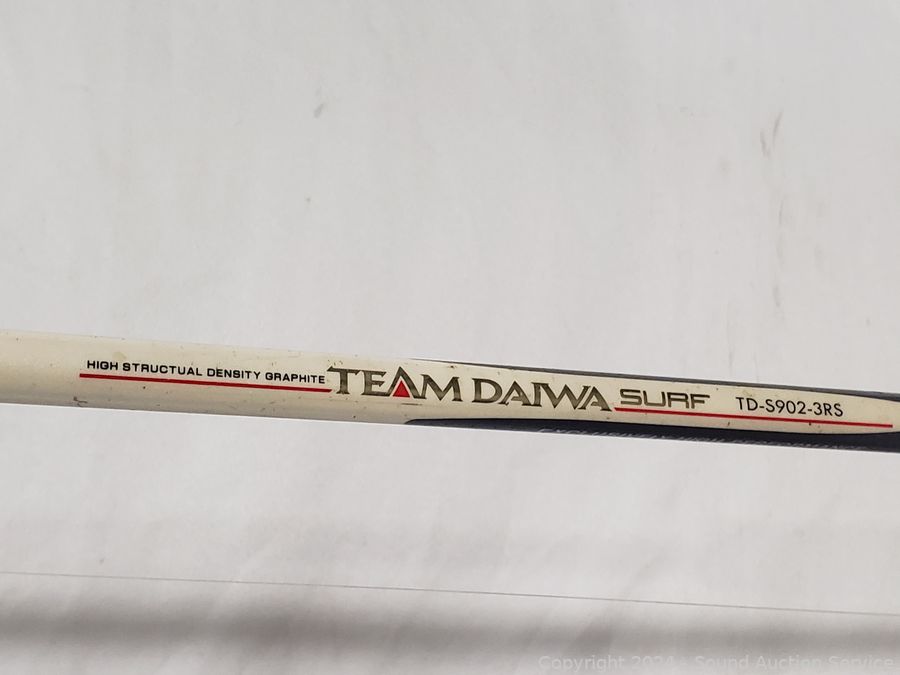 HIGH STRUCTUAL DENSITY GRAPHITE TEAM DAIWA SURF TD-S902-3RS
Copyright 2024 - Sound Auction Service